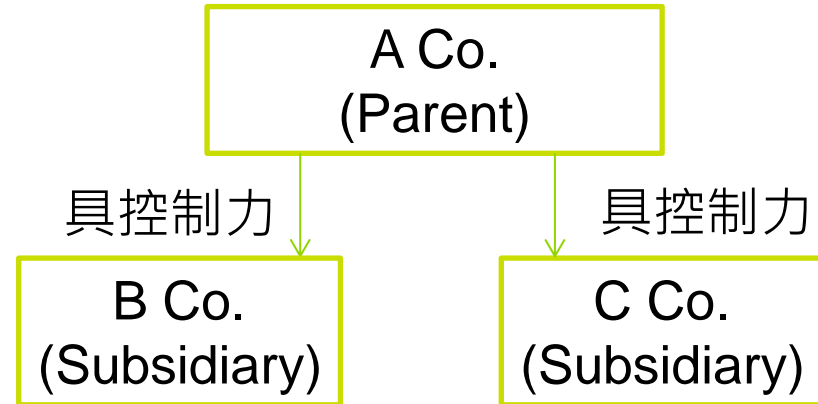 A Co.
(Parent)
具控制力
具控制力
B Co.
(Subsidiary)
C Co.
(Subsidiary)